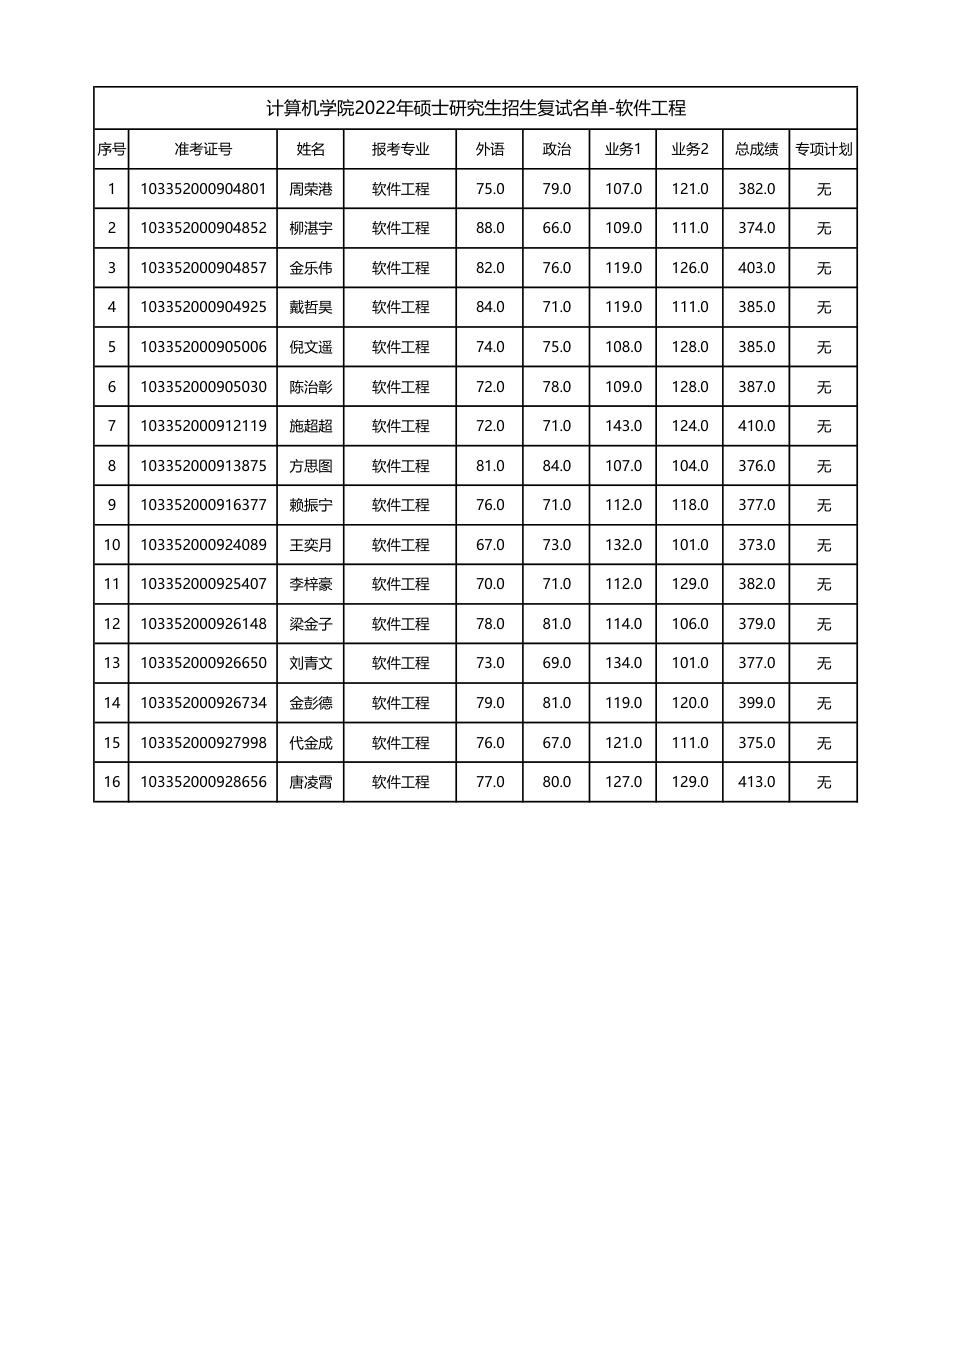 计算机学院2022年硕士研究生招生复试名单-软件工程
序号 准考证号 姓名 报考专业 外语 政治 业务1 业务2 总成绩 专项计划
1 103352000904801 周荣港 软件工程 75.0 79.0 107.0 121.0 382.0 无
2 103352000904852 柳湛宇 软件工程 88.0 66.0 109.0 111.0 374.0 无
3 103352000904857 金乐伟 软件工程 82.0 76.0 119.0 126.0 403.0 无
4 103352000904925 戴哲昊 软件工程 84.0 71.0 119.0 111.0 385.0 无
5 103352000905006 倪文遥 软件工程 74.0 75.0 108.0 128.0 385.0 无
6 103352000905030 陈治彰 软件工程 72.0 78.0 109.0 128.0 387.0 无
7 103352000912119 施超超 软件工程 72.0 71.0 143.0 124.0 410.0 无
8 103352000913875 方思图 软件工程 81.0 84.0 107.0 104.0 376.0 无
9 103352000916377 赖振宁 软件工程 76.0 71.0 112.0 118.0 377.0 无
10 103352000924089 王奕月 软件工程 67.0 73.0 132.0 101.0 373.0 无
11 103352000925407 李梓豪 软件工程 70.0 71.0 112.0 129.0 382.0 无
12 103352000926148 梁金子 软件工程 78.0 81.0 114.0 106.0 379.0 无
13 103352000926650 刘青文 软件工程 73.0 69.0 134.0 101.0 377.0 无
14 103352000926734 金彭德 软件工程 79.0 81.0 119.0 120.0 399.0 无
15 103352000927998 代金成 软件工程 76.0 67.0 121.0 111.0 375.0 无
16 103352000928656 唐凌霄 软件工程 77.0 80.0 127.0 129.0 413.0 无